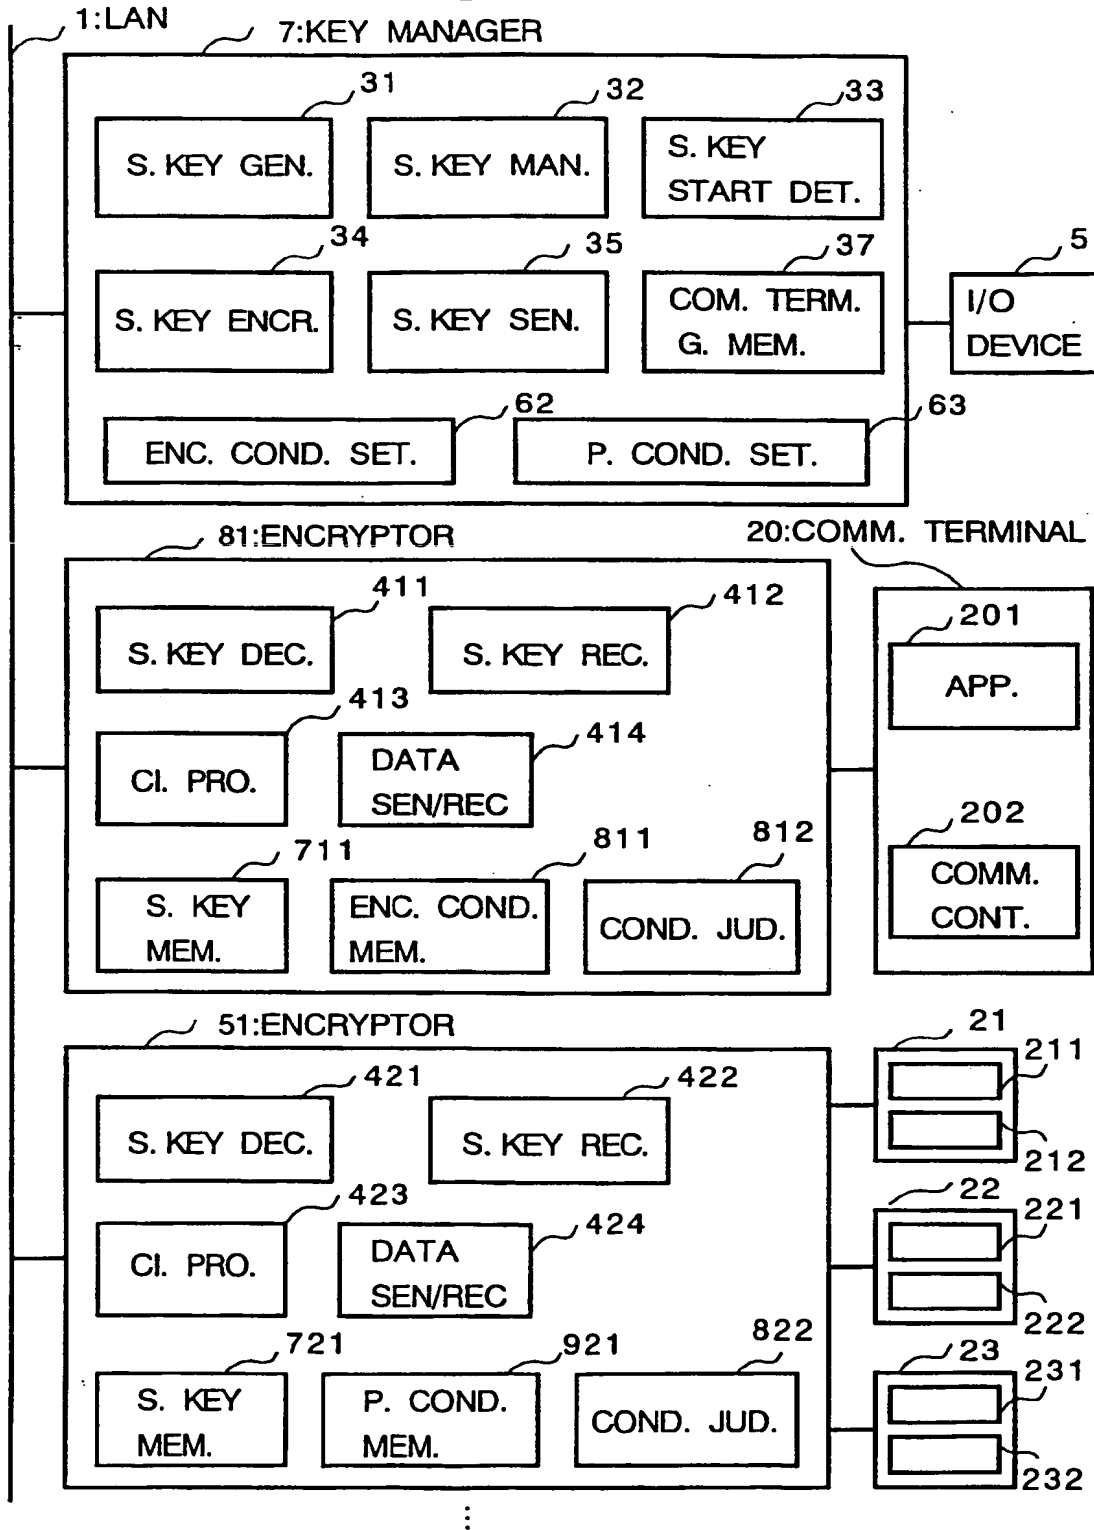 1:LAN
7:KEY MANAGER
31
32
33
S. KEY GEN.
S. KEY MAN.
S. KEY
START DET.
34
35
37
5
S. KEY ENCR.
S. KEY SEN.
COM. TERM.
G. MEM.
I/O
DEVICE
62
63
ENC. COND. SET.
P. COND. SET.
81:ENCRYPTOR
20:COMM. TERMINAL
411
412
201
S. KEY DEC.
S. KEY REC.
APP.
413
414
CI. PRO.
DATA
SEN/REC
202
711
811
812
COMM.
CONT.
S. KEY
MEM.
ENC. COND.
MEM.
COND. JUD.
51:ENCRYPTOR
21
211
421
422
S. KEY DEC.
S. KEY REC.
212
423
424
22
221
CI. PRO.
DATA
SEN/REC
222
721
921
822
23
231
S. KEY
MEM.
P. COND.
MEM.
COND. JUD.
232
⋮